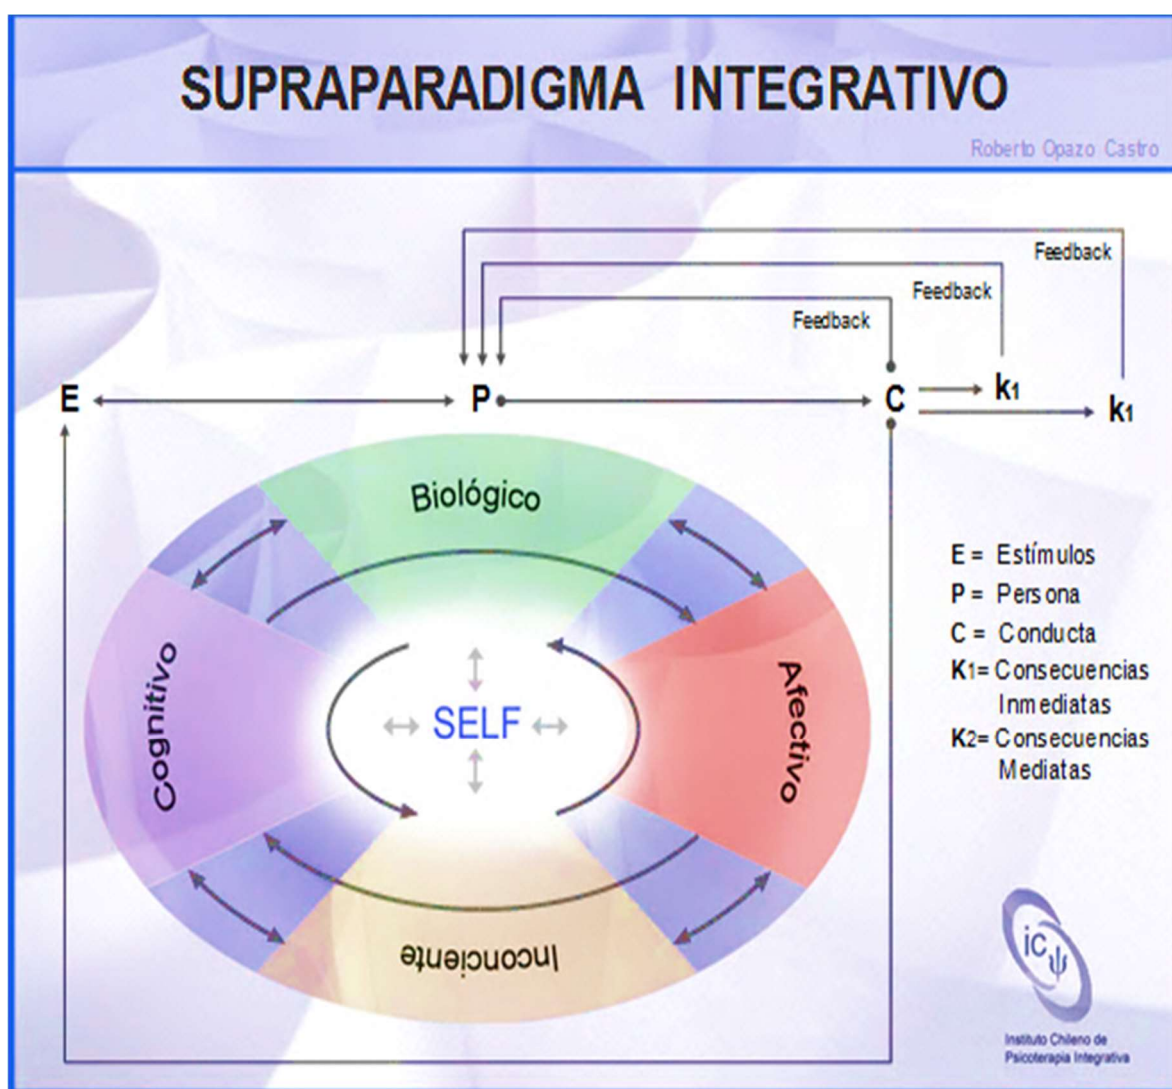 SUPRAPARADIGMA INTEGRATIVO
Roberto Opazo Castro
Feedback
Feedback
Feedback
E
P
C
k1
k1
Biológico
Cognitivo
SELF
Afectivo
Inconciente
E = Estímulos
P = Persona
C = Conducta
K1= Consecuencias
Inmediatas
K2= Consecuencias
Mediatas
icψ
Instituto Chileno de
Psicoterapia Integrativa